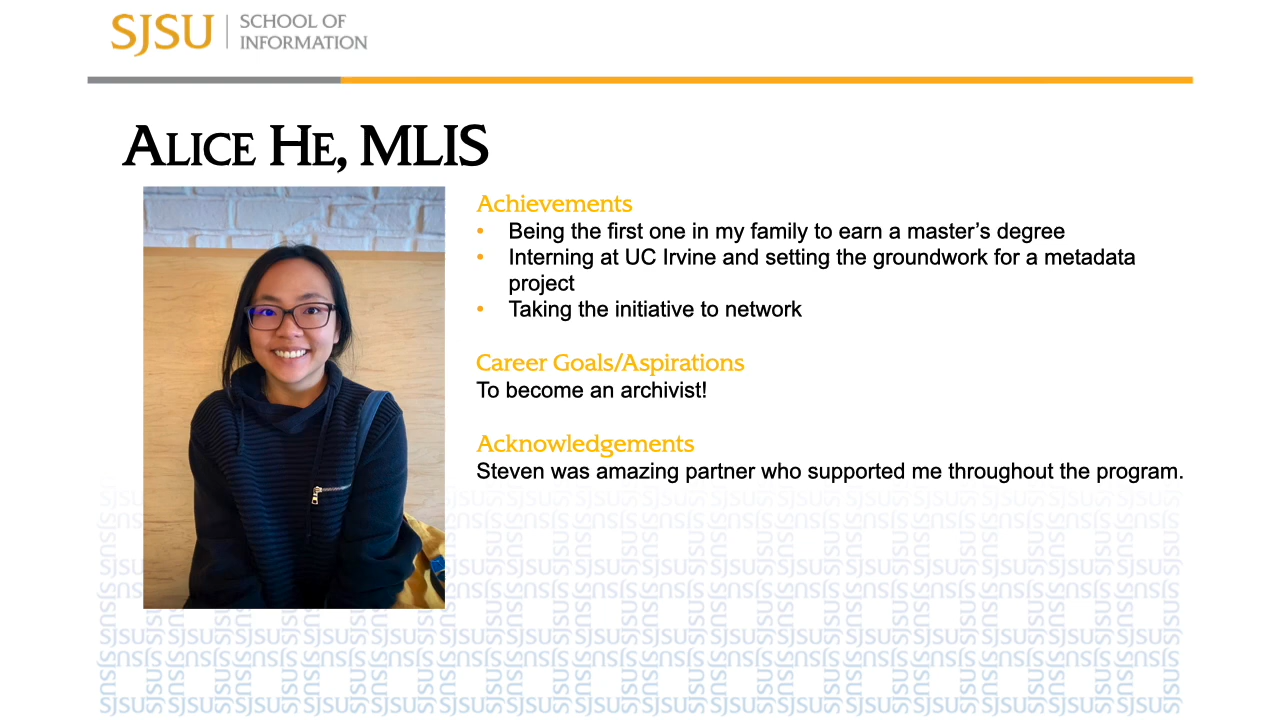 SJSU SCHOOL OF
INFORMATION
ALICE HE, MLIS
Achievements
• Being the first one in my family to earn a master's degree
• Interning at UC Irvine and setting the groundwork for a metadata
project
• Taking the initiative to network
Career Goals/Aspirations
To become an archivist!
Acknowledgements
Steven was amazing partner who supported me throughout the program.